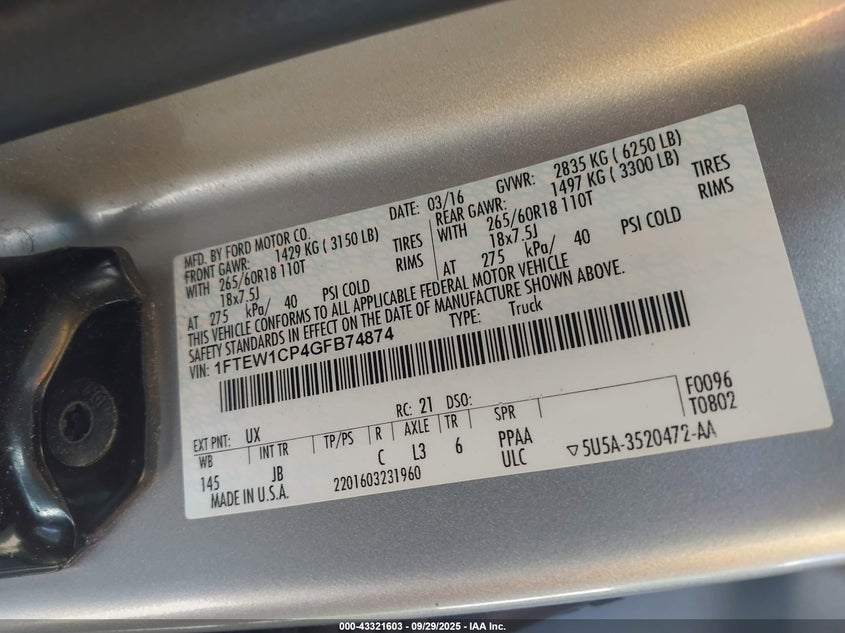 MFD. BY FORD MOTOR CO.
DATE: 03/16 GVWR: 2835 KG ( 6250 LB)
FRONT GAWR: 1429 KG ( 3150 LB)
WITH 265/60R18 110T TIRES
18x7.5J RIMS
AT 275 kPa/ 40 PSI COLD
REAR GAWR: 1497 KG ( 3300 LB)
WITH 265/60R18 110T TIRES
18x7.5J RIMS
AT 275 kPa/ 40 PSI COLD
THIS VEHICLE CONFORMS TO ALL APPLICABLE FEDERAL MOTOR VEHICLE
SAFETY STANDARDS IN EFFECT ON THE DATE OF MANUFACTURE SHOWN ABOVE.
VIN: 1FTEW1CP4GFB74874 TYPE: Truck
EXT PNT: UX RC: 21 DSO:
WB INT TR TP/PS R AXLE TR SPR
145 JB C L3 6 PPAA
ULC
F0096
T0802
▽5U5A-3520472-AA
MADE IN U.S.A. 2201603231960
000-43321603 / 09/29/2025 - IAA Inc.